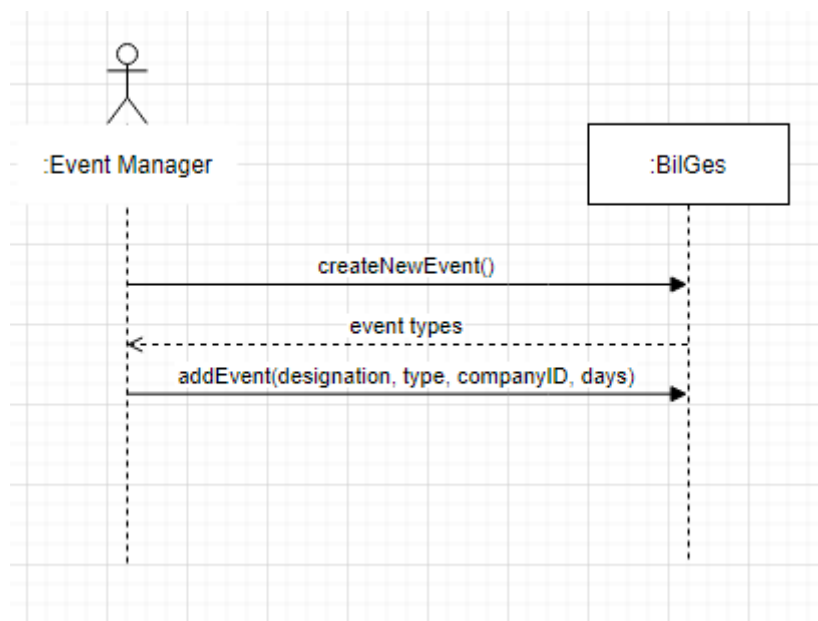 :Event Manager
:BilGes
createNewEvent()
event types
addEvent(designation, type, companyID, days)